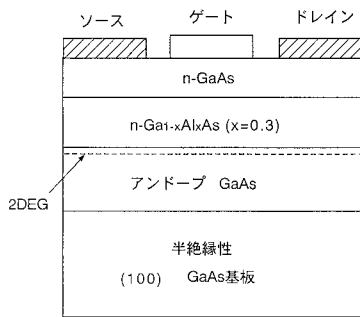 ソース ゲート ドレイン
n-GaAs
n-Ga1-xAlxAs (x=0.3)
アンドープ GaAs
2DEG
半絶縁性
(100) GaAs基板